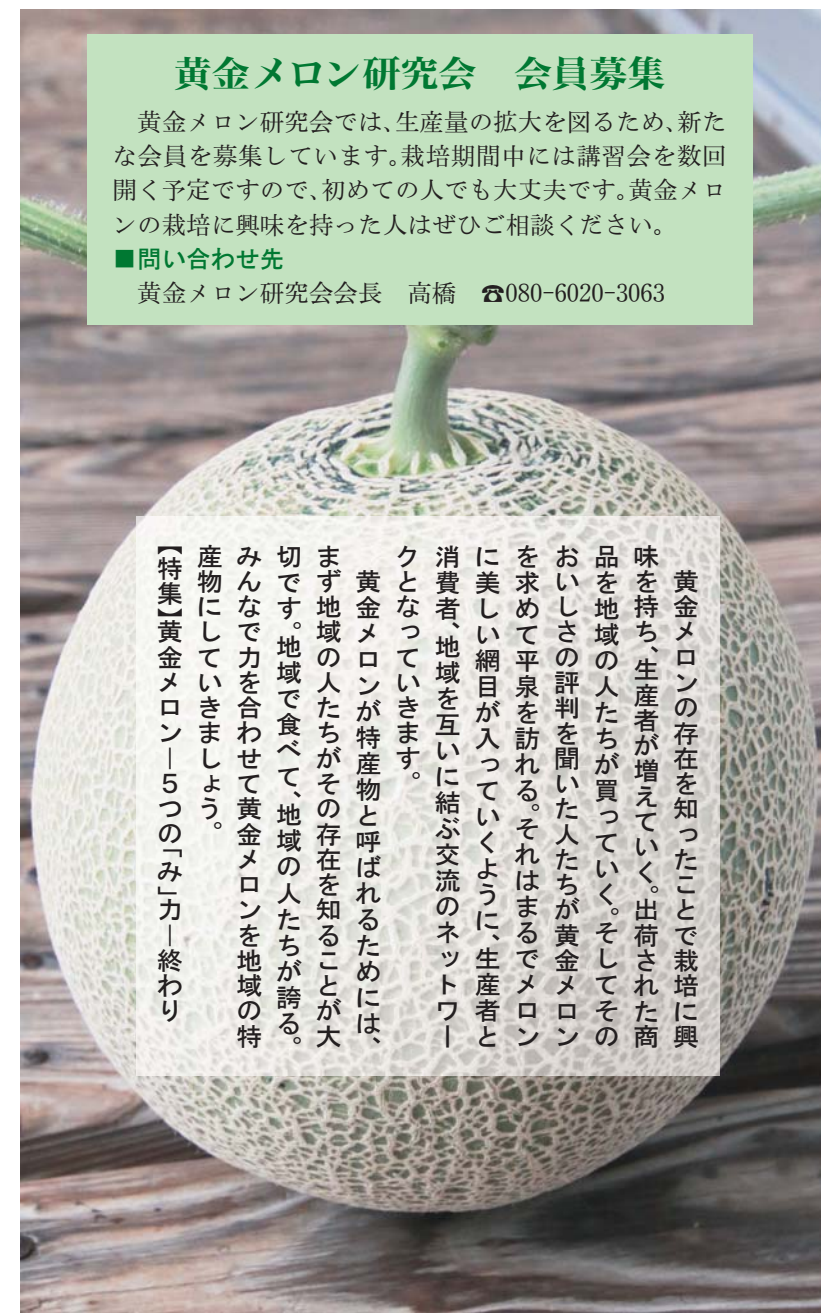 黄金メロン研究会　会員募集
　黄金メロン研究会では、生産量の拡大を図るため、新た
な会員を募集しています。栽培期間中には講習会を数回
開く予定ですので、初めての人でも大丈夫です。黄金メロ
ンの栽培に興味を持った人はぜひご相談ください。
■問い合わせ先
　黄金メロン研究会会長　高橋　☎080-6020-3063
　黄金メロンの存在を知ったことで栽培に興
味を持ち、生産者が増えていく。出荷された商
品を地域の人たちが買っていく。そしてその
おいしさの評判を聞いた人たちが黄金メロン
を求めて平泉を訪れる。それはまるでメロン
に美しい網目が入っていくように、生産者と
消費者、地域を互いに結ぶ交流のネットワー
クとなっていきます。
　黄金メロンが特産物と呼ばれるためには、
まず地域の人たちがその存在を知ることが大
切です。地域で食べて、地域の人たちが誇る。
みんなで力を合わせて黄金メロンを地域の特
産物にしていきましょう。
【特集】黄金メロン―5つの「み」力―終わり